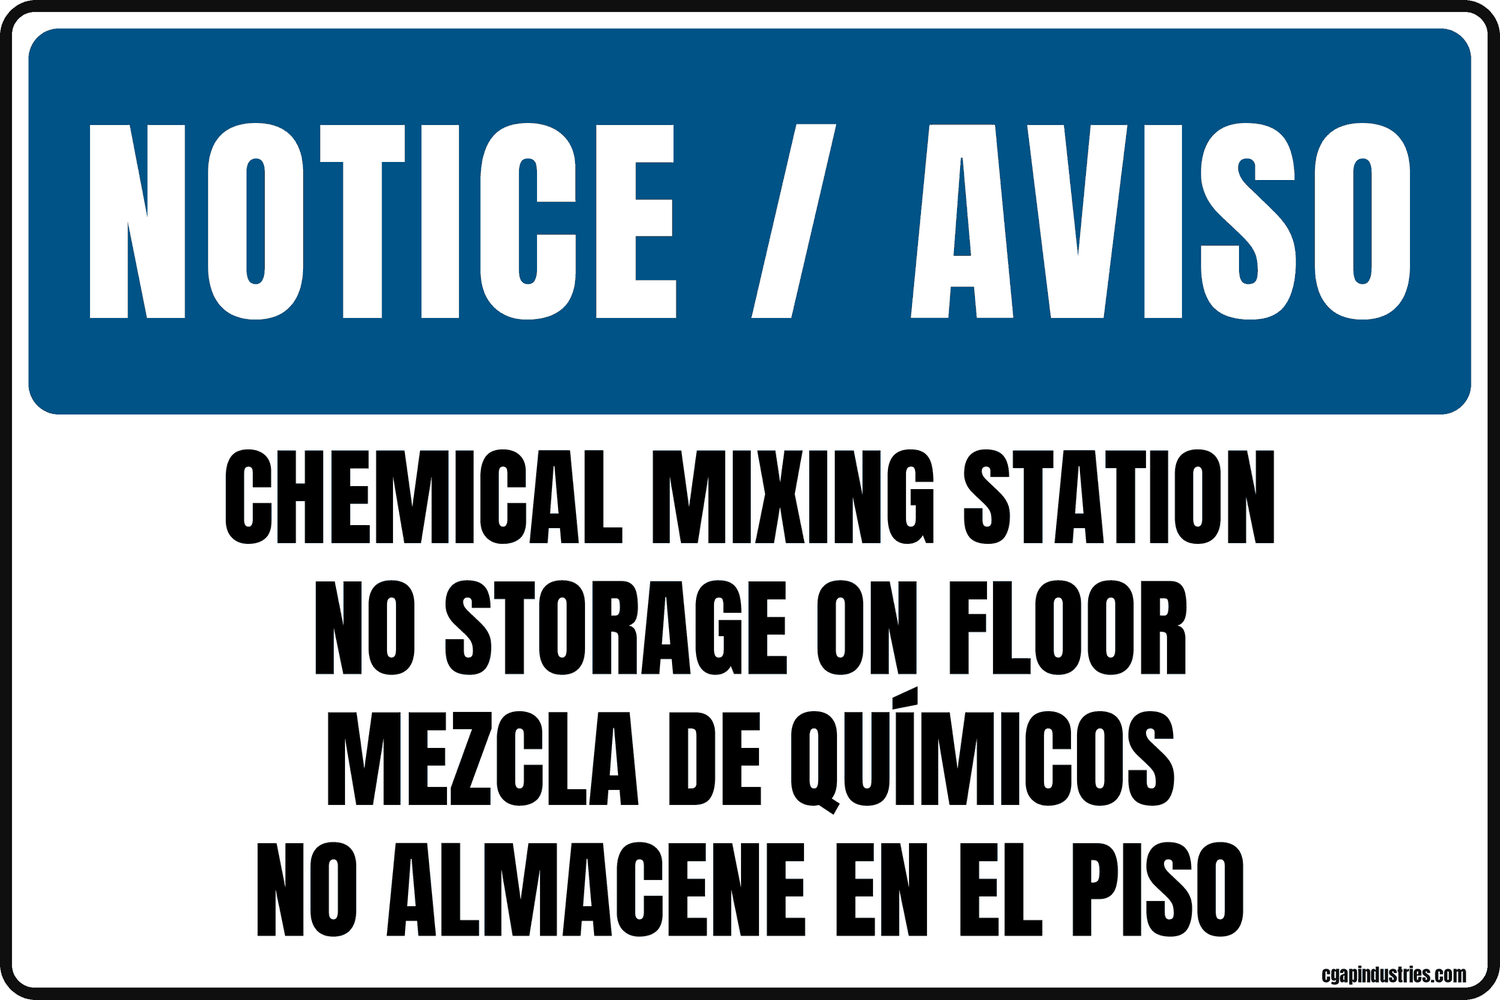 NOTICE / AVISO
CHEMICAL MIXING STATION
NO STORAGE ON FLOOR
MEZCLA DE QUÍMICOS
NO ALMACENE EN EL PISO
cgapindustries.com